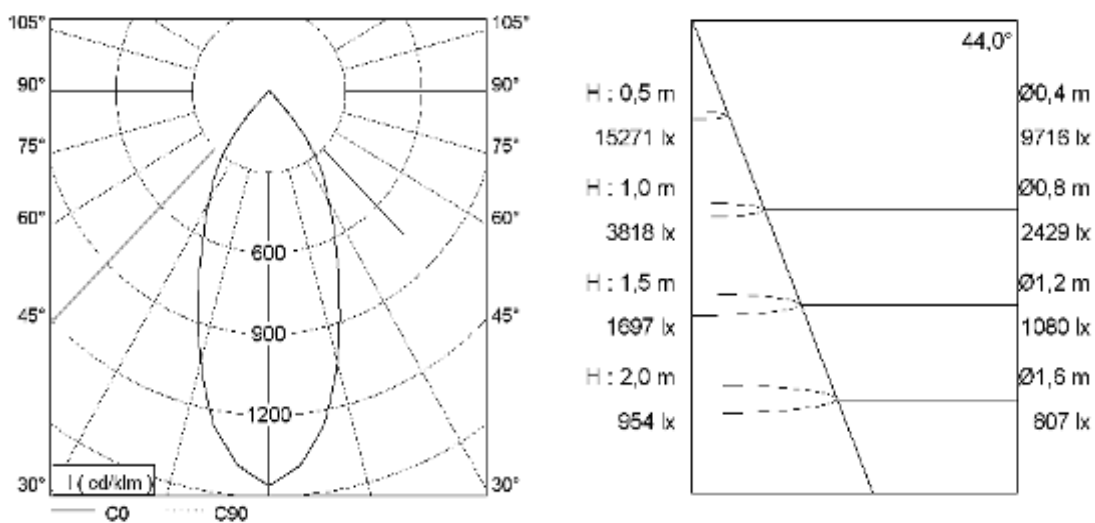 105° 105°
90° 90°
75° 75°
60° 60°
45° 45°
30° 30°
600
900
1200
I ( cd/klm )
C0 C90
44,0°
H : 0,5 m Ø0,4 m
15271 lx 9716 lx
H : 1,0 m Ø0,8 m
3818 lx 2429 lx
H : 1,5 m Ø1,2 m
1697 lx 1080 lx
H : 2,0 m Ø1,6 m
954 lx 607 lx